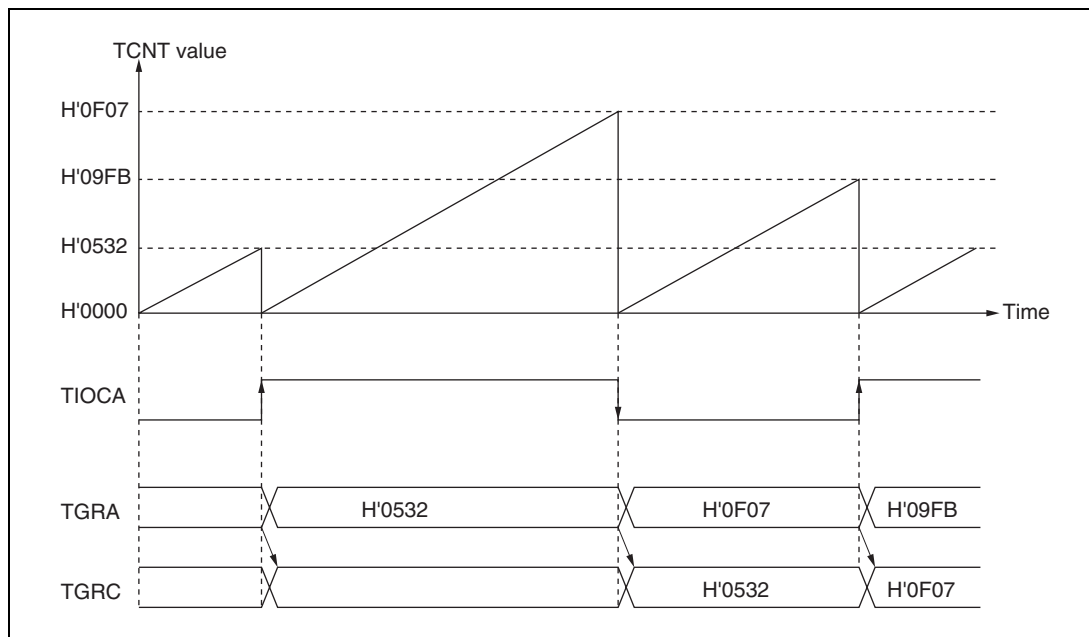 TCNT value
H'0F07
H'09FB
H'0532
H'0000
Time
TIOCA
TGRA
H'0532
H'0F07
H'09FB
TGRC
H'0532
H'0F07